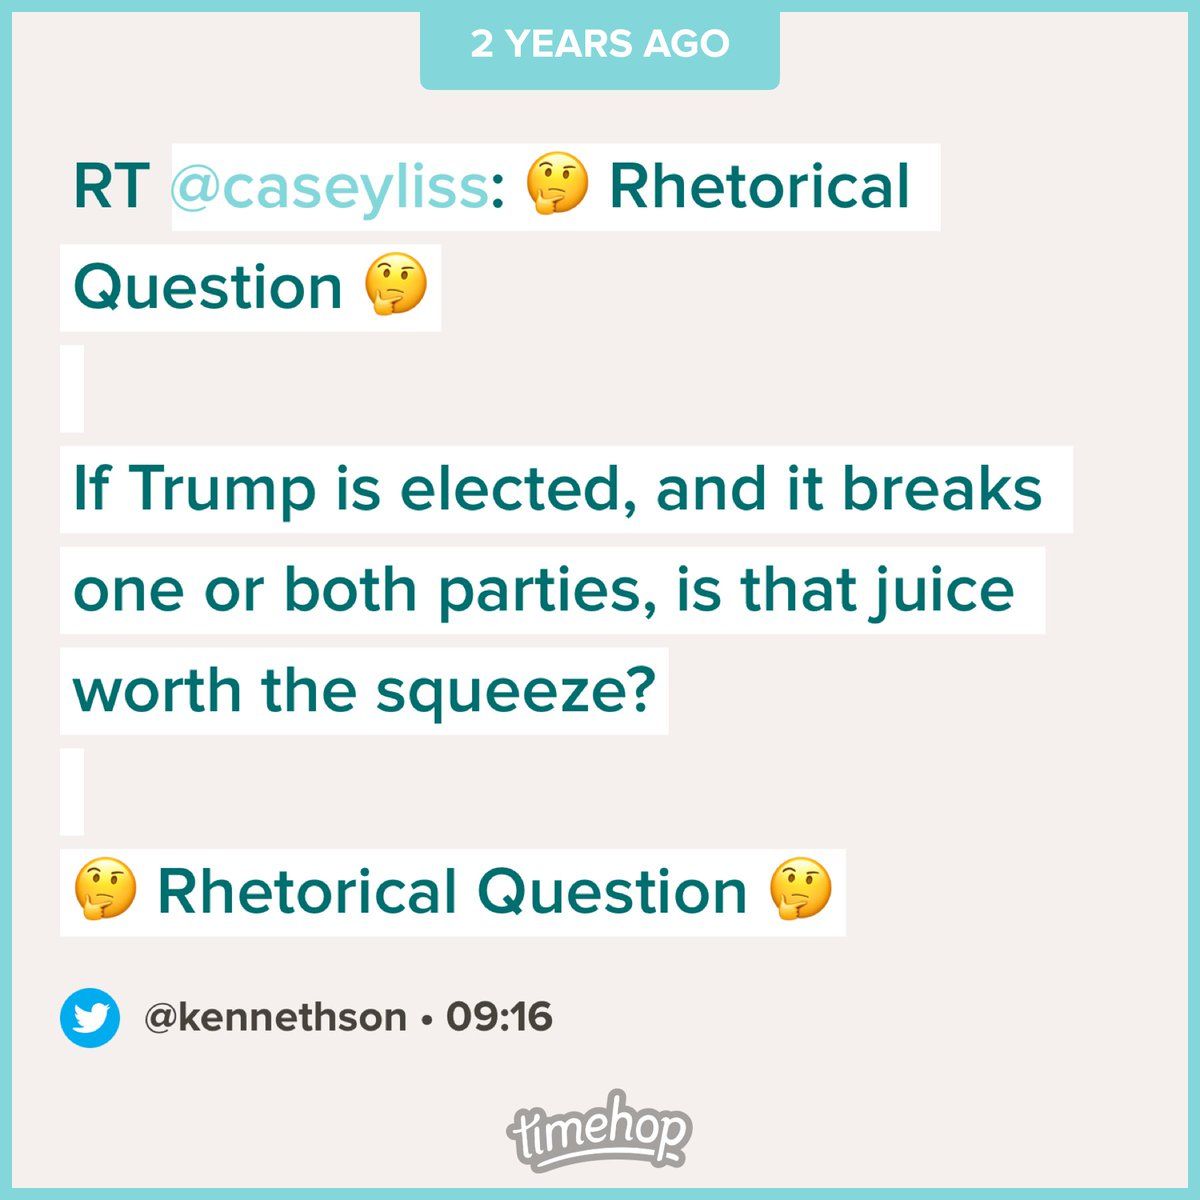 2 YEARS AGO
RT @caseyliss: 🤔 Rhetorical
Question 🤔
If Trump is elected, and it breaks
one or both parties, is that juice
worth the squeeze?
🤔 Rhetorical Question 🤔
@kennethson • 09:16
timehop